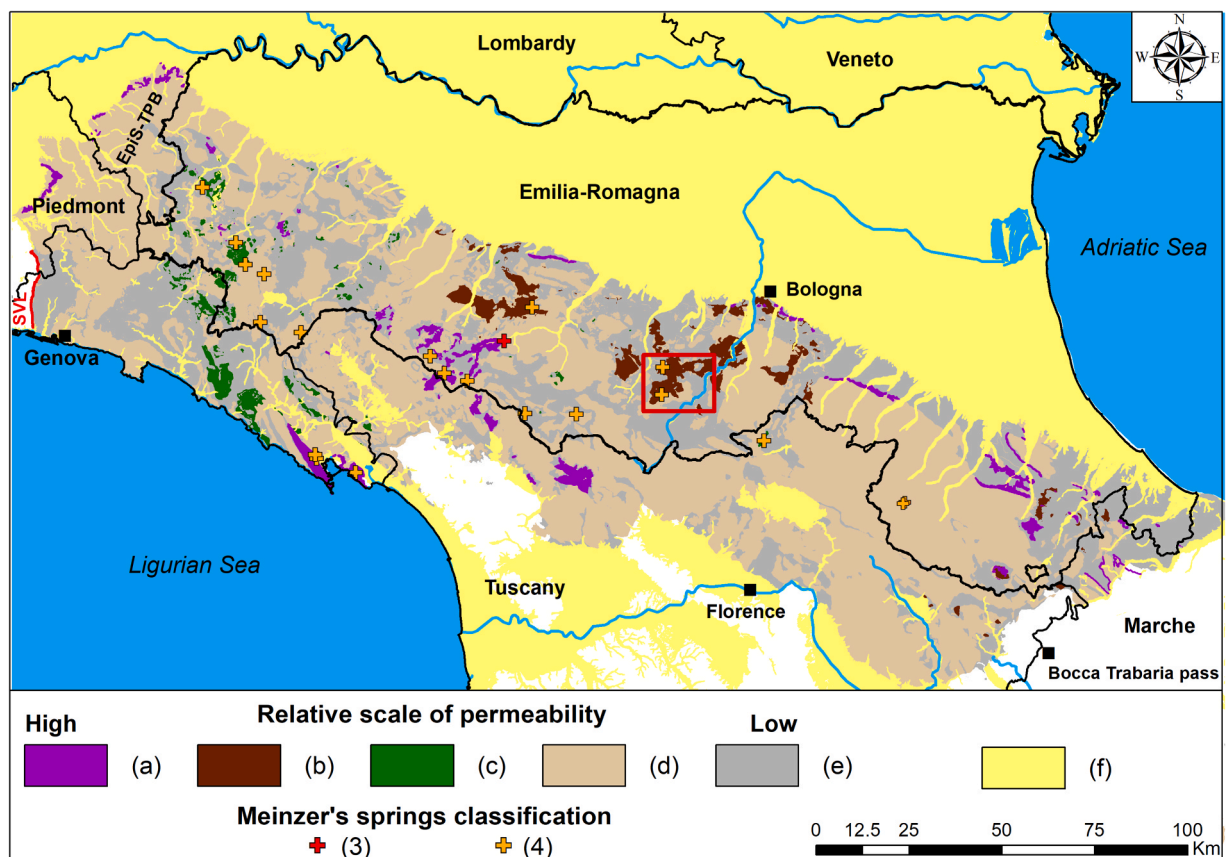 N
W E
S
Lombardy
Veneto
EpiS-TPB
Emilia-Romagna
Piedmont
Adriatic Sea
SVL
Bologna
Genova
Ligurian Sea
Tuscany
Florence
Marche
Bocca Trabaria pass
High Relative scale of permeability Low
(a) (b) (c) (d) (e) (f)
Meinzer's springs classification
(3) (4)
0 12.5 25 50 75 100
Km